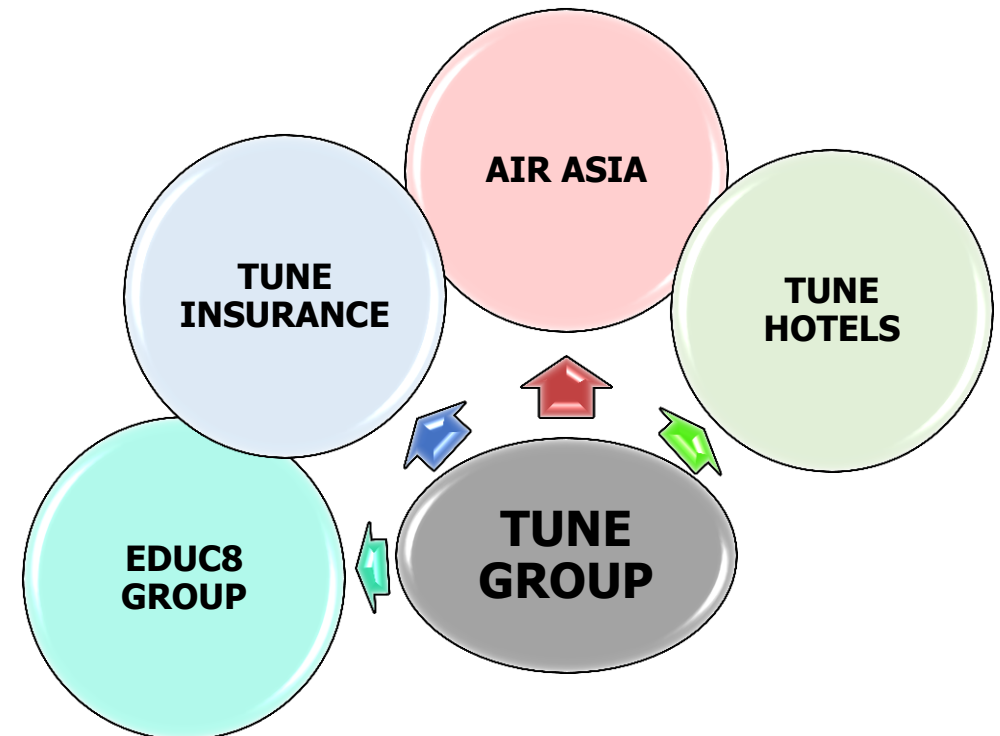 AIR ASIA
TUNE
INSURANCE
TUNE
HOTELS
EDUC8
GROUP
TUNE
GROUP